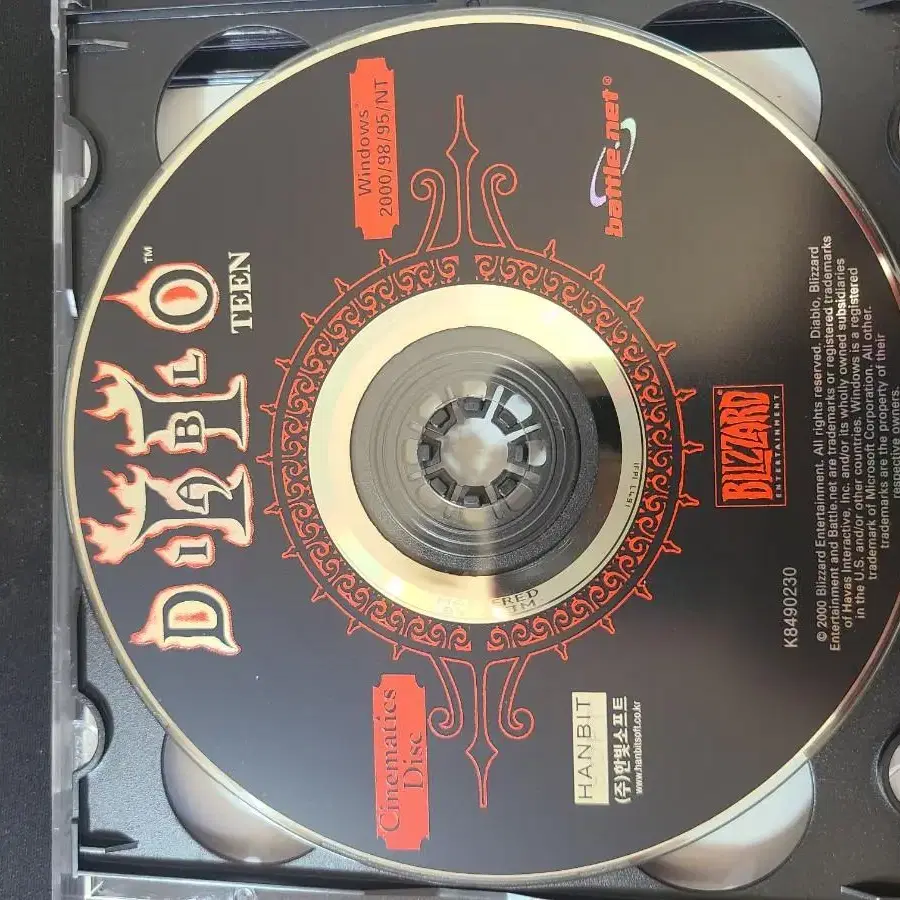 DIABLO
II
™
TEEN
Cinematics
Disc
Windows®
2000/98/95/NT
HANBIT
(주)한빛소프트
www.hanbitsoft.co.kr
battle.net®
BLIZZARD®
ENTERTAINMENT
K8490230
© 2000 Blizzard Entertainment. All rights reserved. Diablo, Blizzard
Entertainment and Battle.net are trademarks or registered trademarks
of Havas Interactive, Inc. and/or its wholly owned subsidiaries
in the U.S. and/or other countries. Windows is a registered
trademark of Microsoft Corporation. All other
trademarks are the property of their
respective owners.